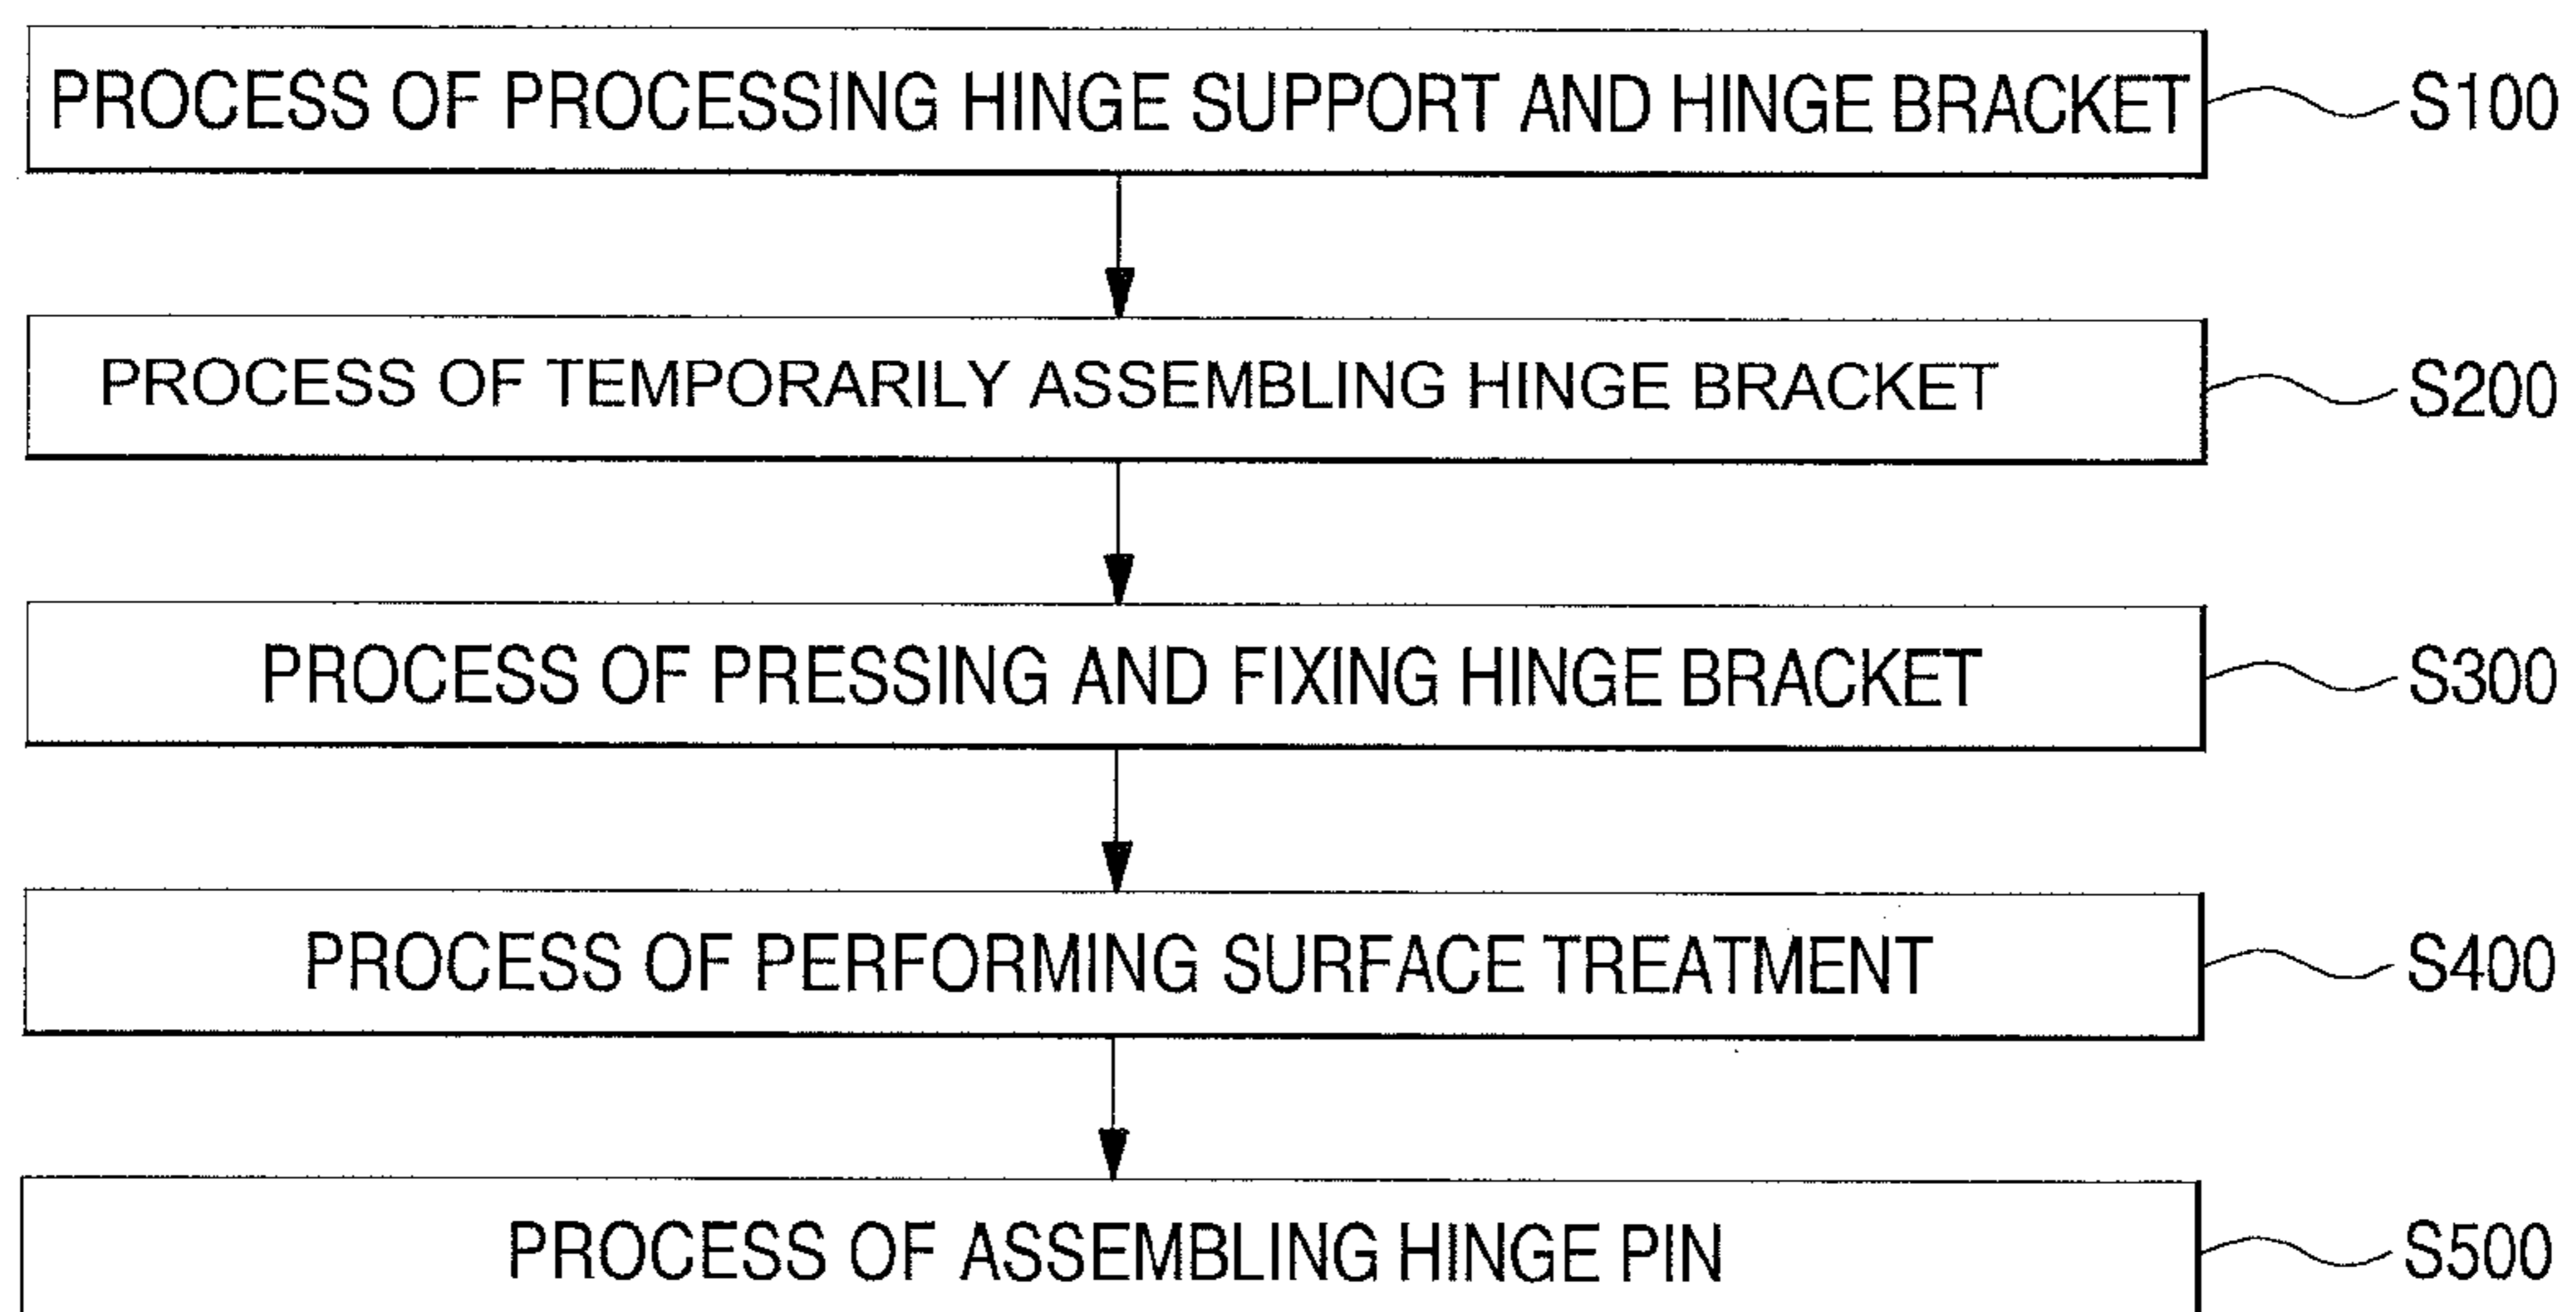 PROCESS OF PROCESSING HINGE SUPPORT AND HINGE BRACKET S100
PROCESS OF TEMPORARILY ASSEMBLING HINGE BRACKET S200
PROCESS OF PRESSING AND FIXING HINGE BRACKET S300
PROCESS OF PERFORMING SURFACE TREATMENT S400
PROCESS OF ASSEMBLING HINGE PIN S500